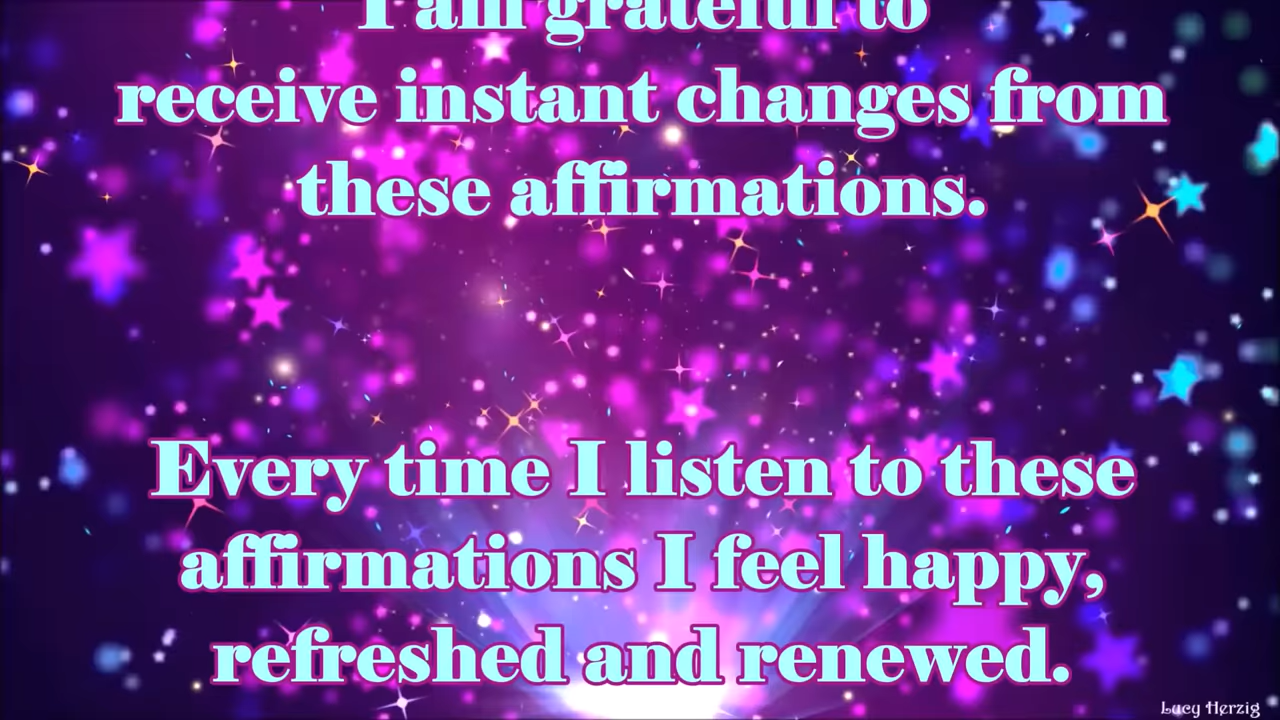 I am grateful to
receive instant changes from
these affirmations.
Every time I listen to these
affirmations I feel happy,
refreshed and renewed.
Lucy Herzig